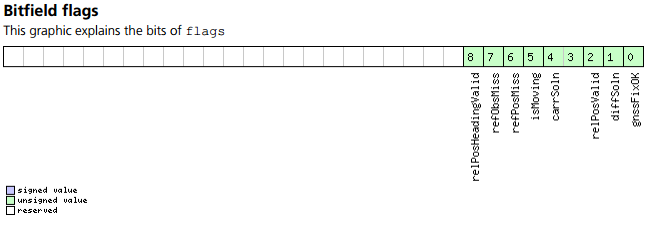 Bitfield flags
This graphic explains the bits of flags
8 7 6 5 4 3 2 1 0
relPosHeadingValid
refObsMiss
refPosMiss
isMoving
carrSoln
relPosValid
diffSoln
gnssFixOK
signed value
unsigned value
reserved